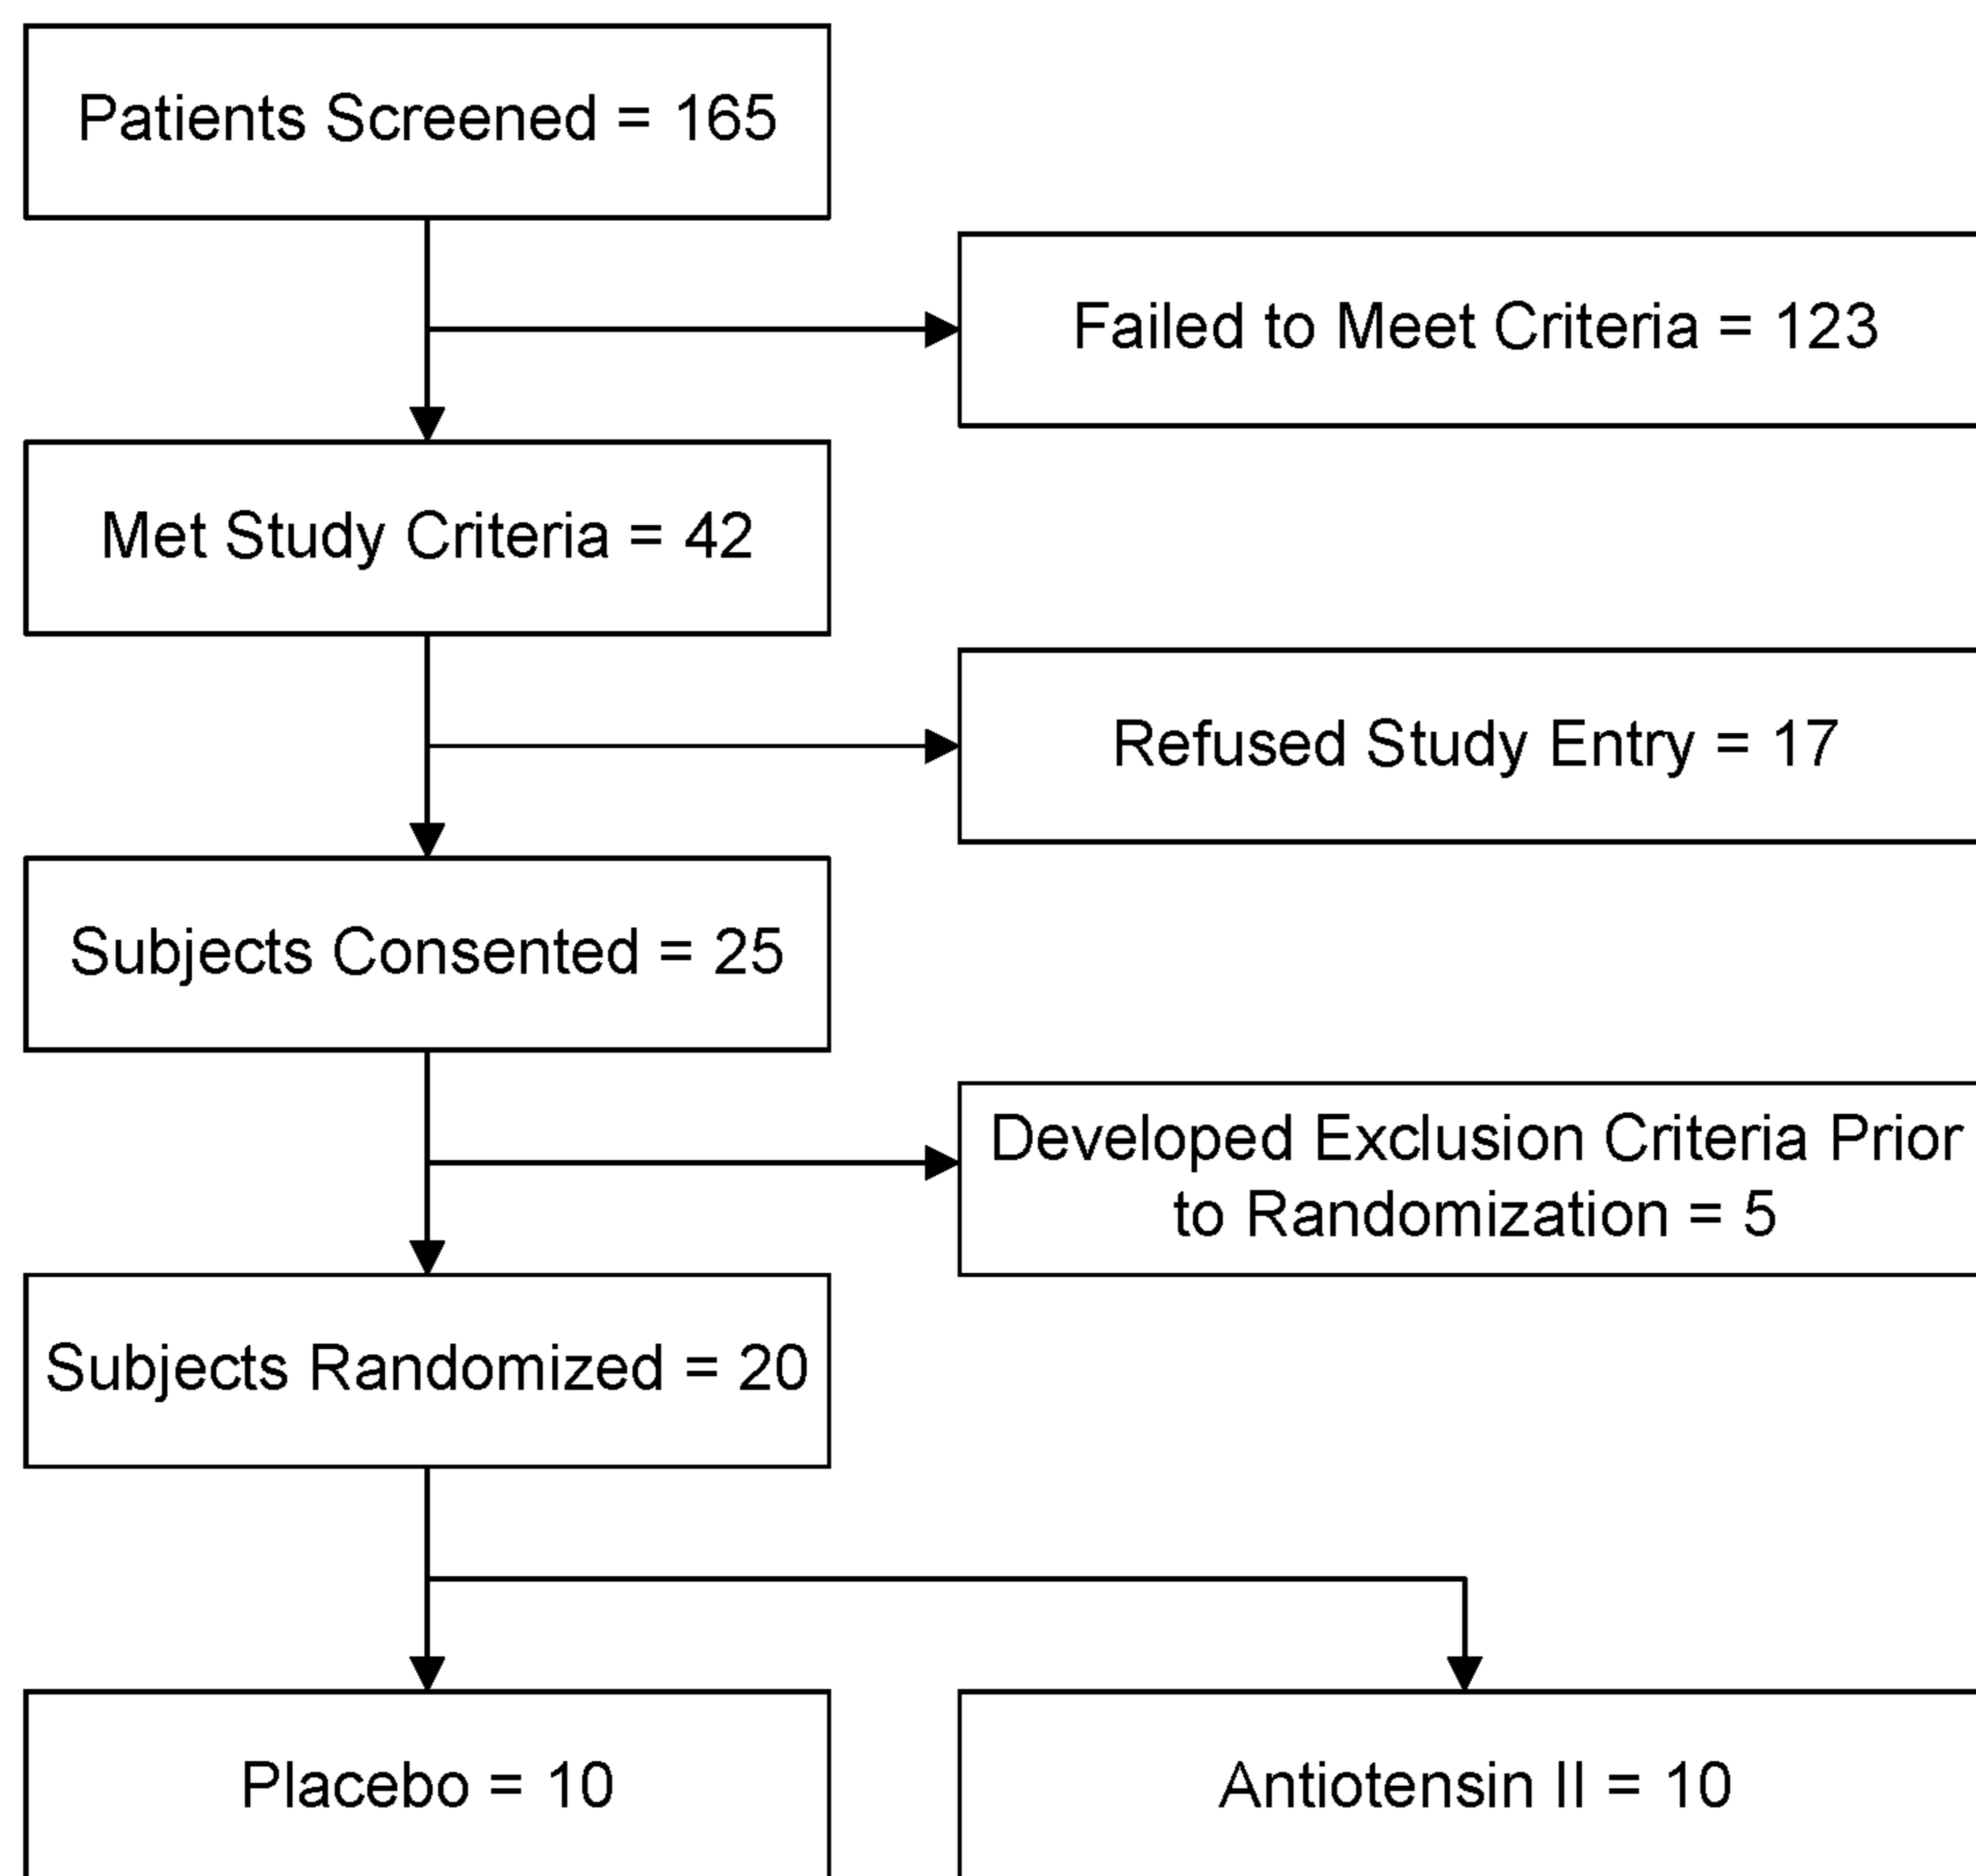 Patients Screened = 165
Failed to Meet Criteria = 123
Met Study Criteria = 42
Refused Study Entry = 17
Subjects Consented = 25
Developed Exclusion Criteria Prior
to Randomization = 5
Subjects Randomized = 20
Placebo = 10
Antiotensin II = 10